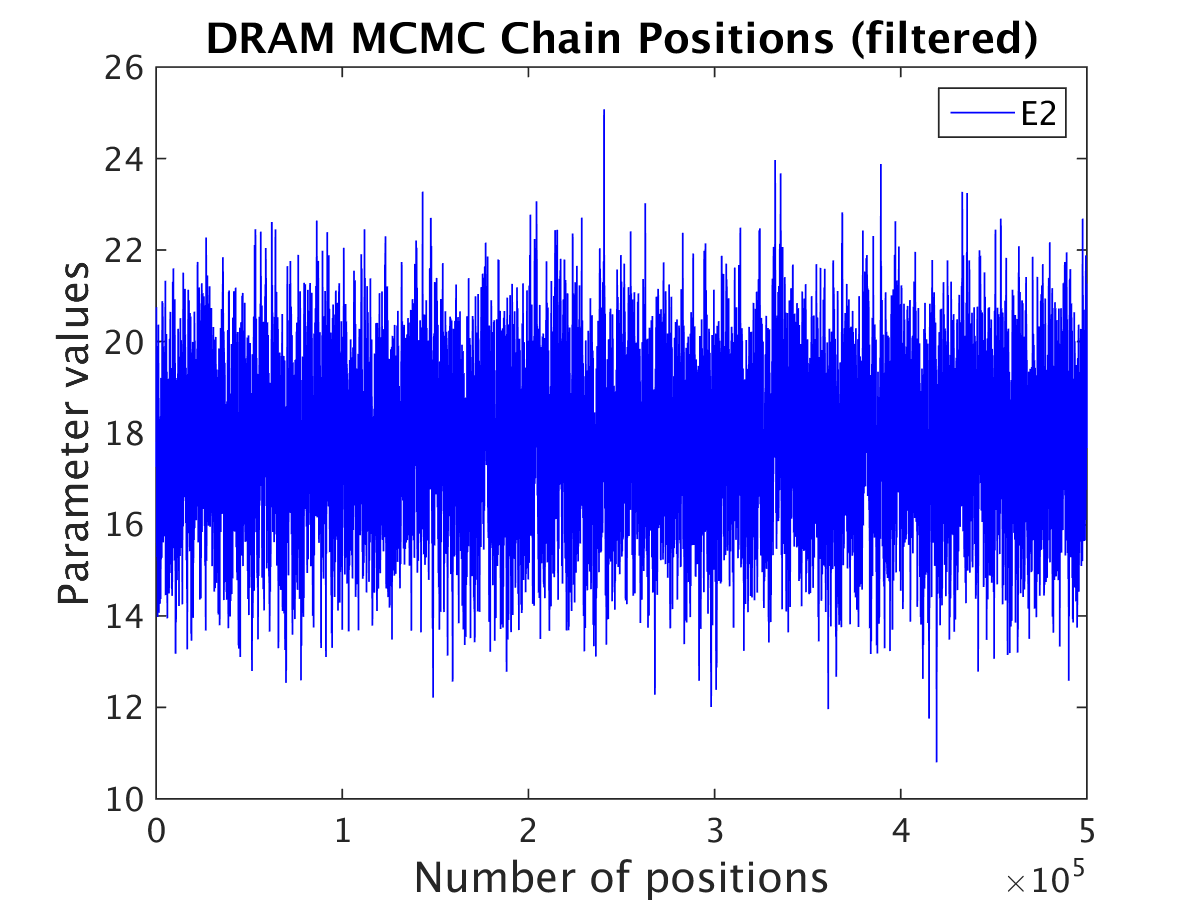 DRAM MCMC Chain Positions (filtered)
E2
Parameter values
26
24
22
20
18
16
14
12
10
0 1 2 3 4 5
×10^5
Number of positions